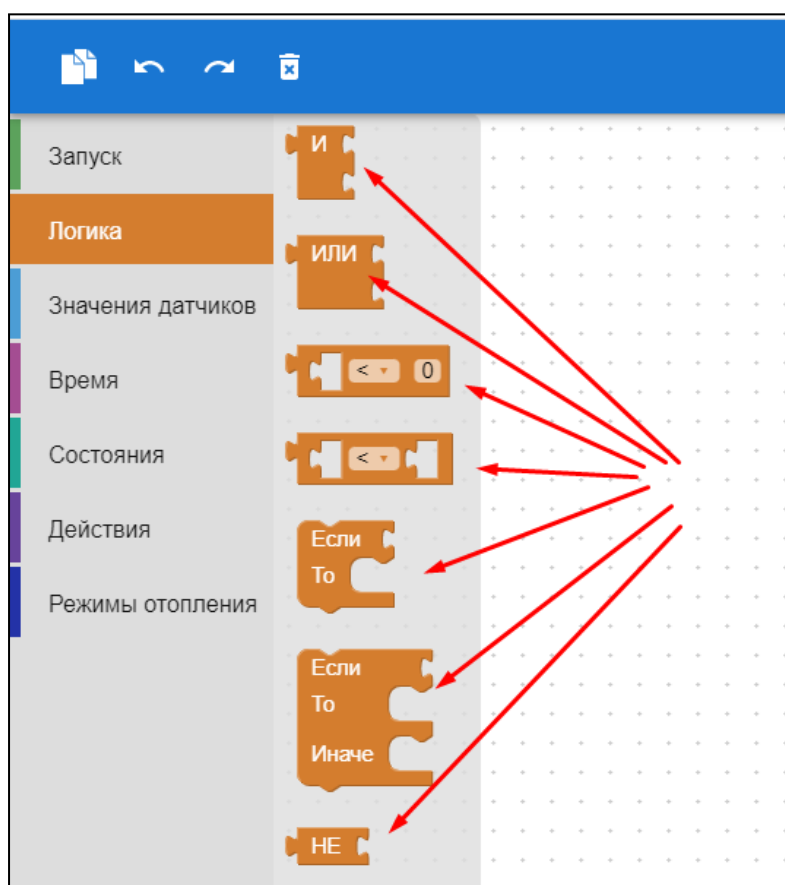 Запуск
Логика
Значения датчиков
Время
Состояния
Действия
Режимы отопления
И
ИЛИ
< 0
<
Если
То
Если
То
Иначе
НЕ